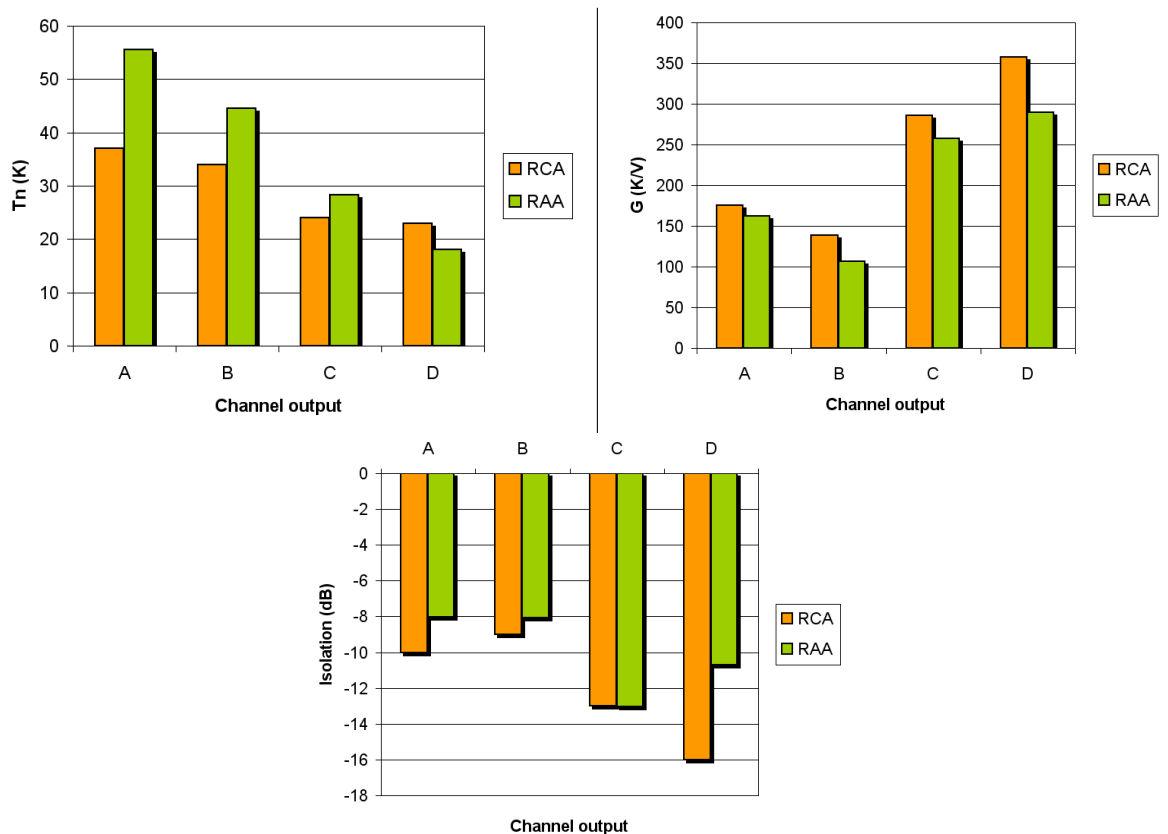 60
50
40
30
20
10
0
Tn (K)
A B C D
Channel output
RCA
RAA
400
350
300
250
200
150
100
50
0
G (K/V)
A B C D
Channel output
RCA
RAA
A B C D
0
-2
-4
-6
-8
-10
-12
-14
-16
-18
Isolation (dB)
Channel output
RCA
RAA